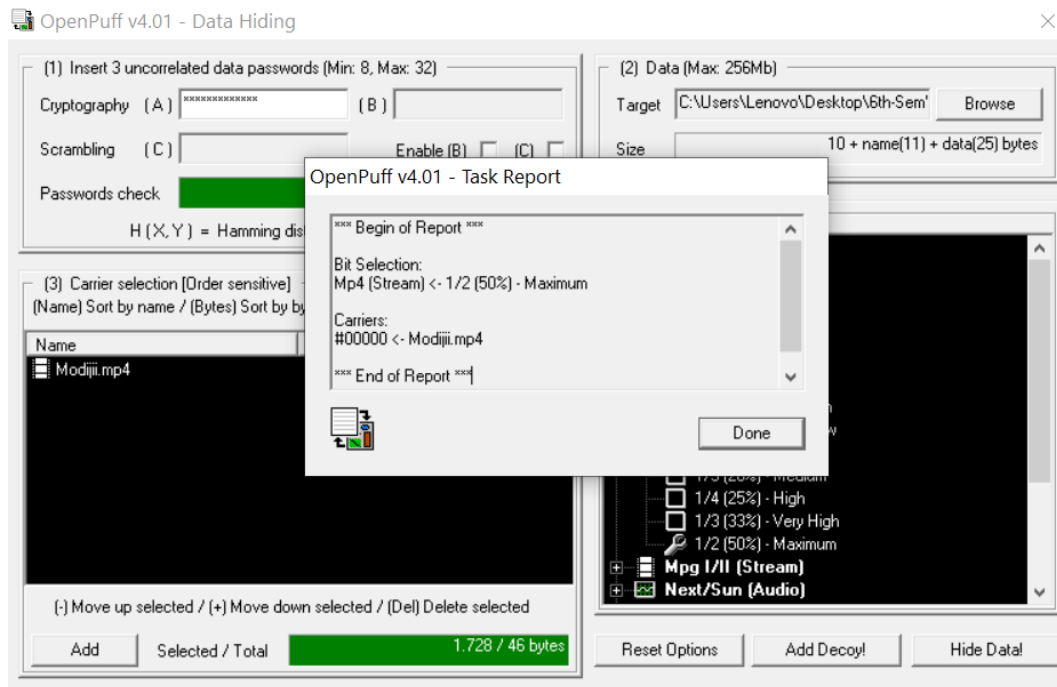 OpenPuff v4.01 - Data Hiding
(1) Insert 3 uncorrelated data passwords (Min: 8, Max: 32)
Cryptography (A) ************* (B)
Scrambling (C) Enable (B) (C)
Passwords check
H (X, Y) = Hamming dis
(2) Data (Max: 256Mb)
Target C:\Users\Lenovo\Desktop\6th-Sem' Browse
Size 10 + name(11) + data(25) bytes
(3) Carrier selection [Order sensitive]
(Name) Sort by name / (Bytes) Sort by by
Name
Modijii.mp4
(-) Move up selected / (+) Move down selected / (Del) Delete selected
Add Selected / Total 1.728 / 46 bytes
OpenPuff v4.01 - Task Report
*** Begin of Report ***
Bit Selection:
Mp4 (Stream) <- 1/2 (50%) - Maximum
Carriers:
#00000 <- Modijii.mp4
*** End of Report ***
Done
1/4 (25%) - High
1/3 (33%) - Very High
1/2 (50%) - Maximum
Mpg I/II (Stream)
Next/Sun (Audio)
Reset Options Add Decoy! Hide Data!